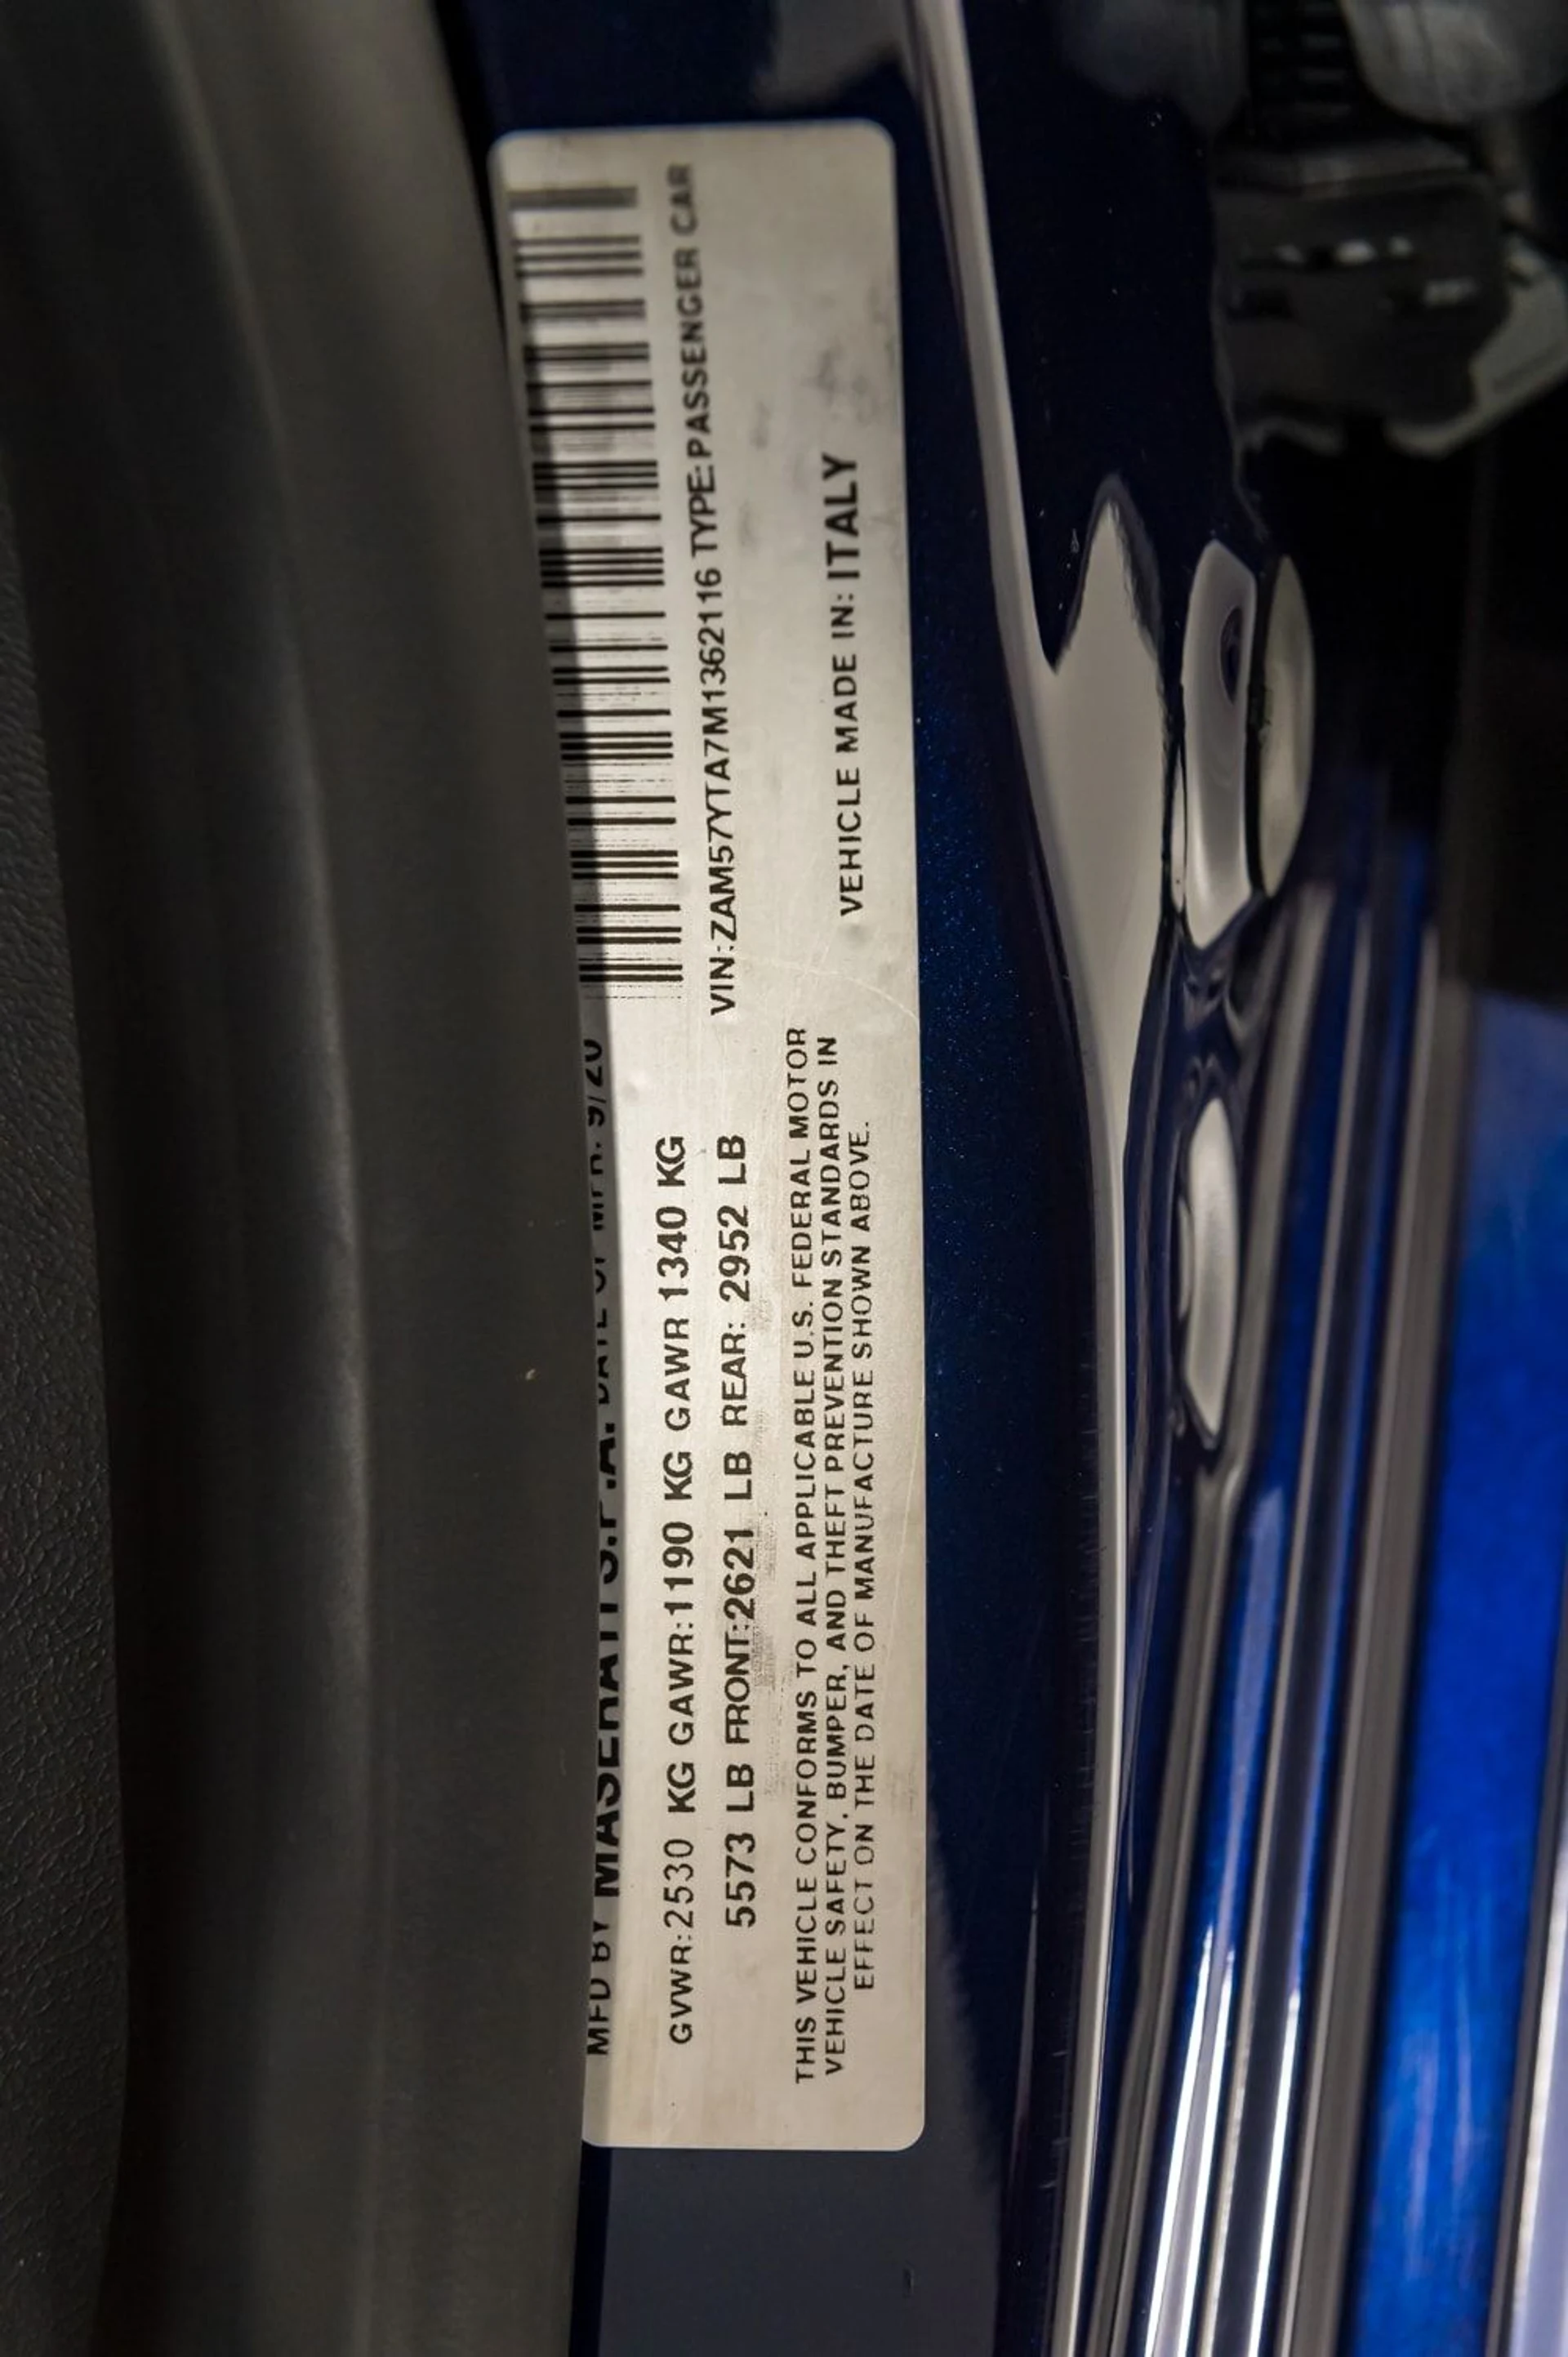 MFD BY MASERATI S.P.A. DATE OF MFR: 9/20
GVWR:2530 KG GAWR:1190 KG GAWR 1340 KG
5573 LB FRONT:2621 LB REAR: 2952 LB
THIS VEHICLE CONFORMS TO ALL APPLICABLE U.S. FEDERAL MOTOR
VEHICLE SAFETY, BUMPER, AND THEFT PREVENTION STANDARDS IN
EFFECT ON THE DATE OF MANUFACTURE SHOWN ABOVE.
VIN:ZAM57YTA7M1362116 TYPE:PASSENGER CAR
VEHICLE MADE IN: ITALY